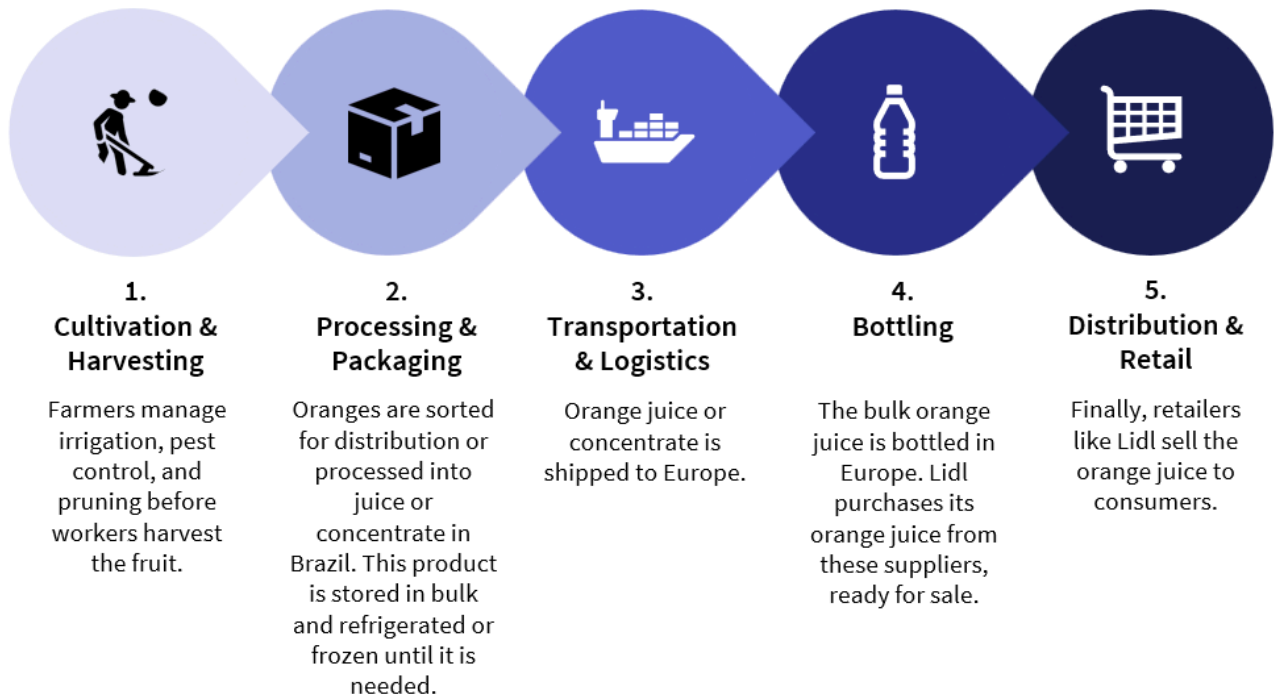 1.
Cultivation &
Harvesting
Farmers manage
irrigation, pest
control, and
pruning before
workers harvest
the fruit.
2.
Processing &
Packaging
Oranges are sorted
for distribution or
processed into
juice or
concentrate in
Brazil. This product
is stored in bulk
and refrigerated or
frozen until it is
needed.
3.
Transportation
& Logistics
Orange juice or
concentrate is
shipped to Europe.
4.
Bottling
The bulk orange
juice is bottled in
Europe. Lidl
purchases its
orange juice from
these suppliers,
ready for sale.
5.
Distribution &
Retail
Finally, retailers
like Lidl sell the
orange juice to
consumers.